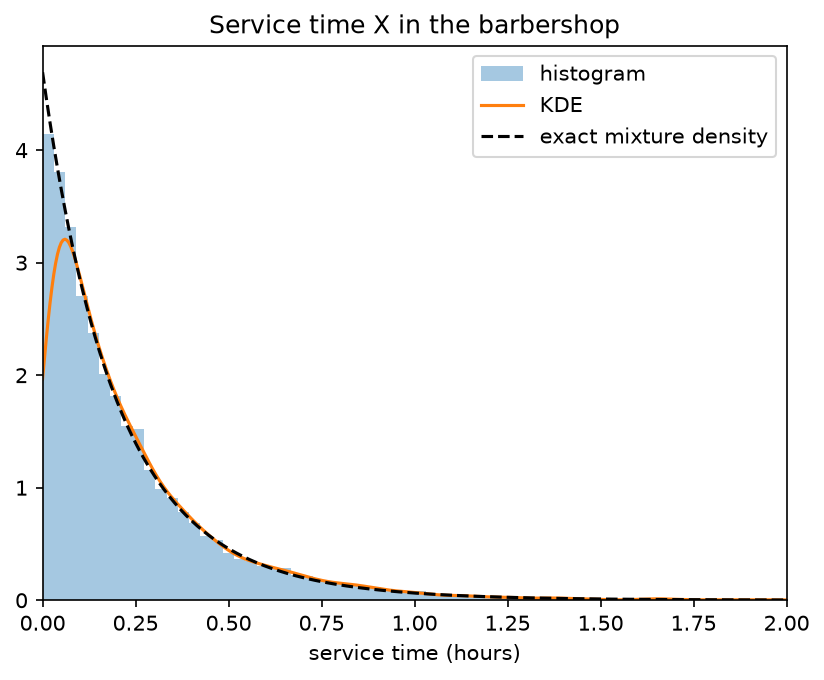 Service time X in the barbershop
histogram
KDE
exact mixture density
4
3
2
1
0
0.00 0.25 0.50 0.75 1.00 1.25 1.50 1.75 2.00
service time (hours)